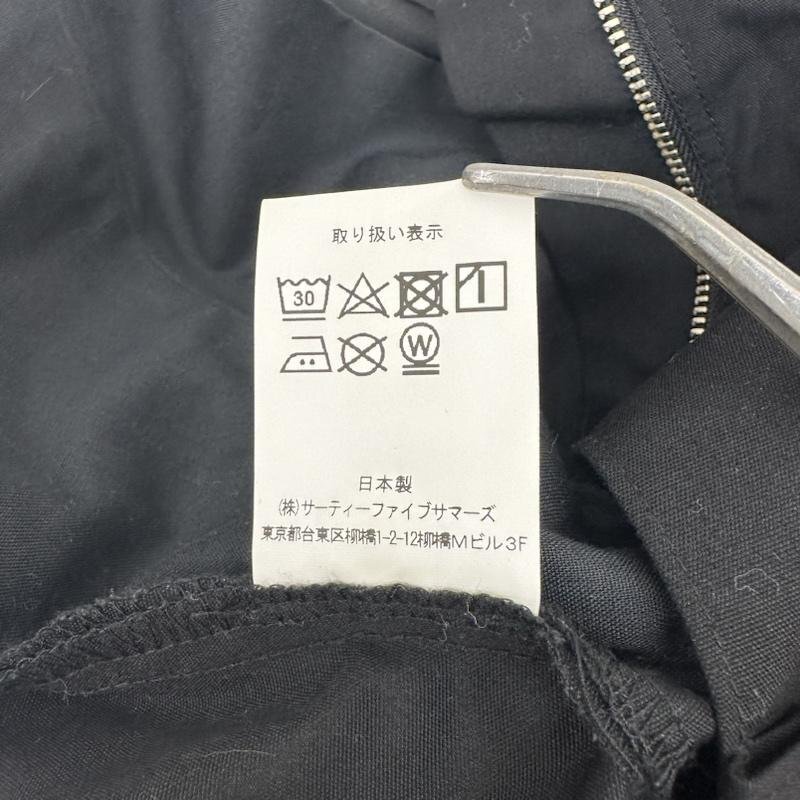 取り扱い表示
30
W
日本製
(株)サーティーファイブサマーズ
東京都台東区柳橋1-2-12柳橋Mビル3F